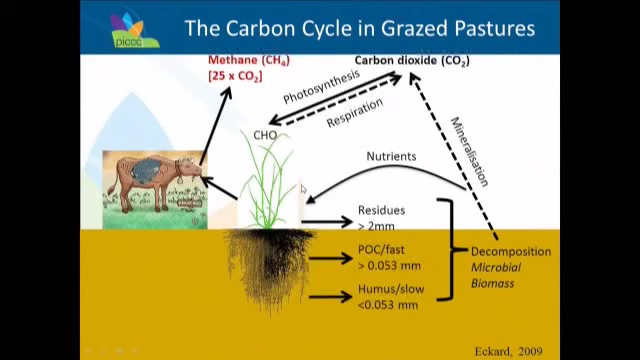 piccc
The Carbon Cycle in Grazed Pastures
Methane (CH₄)
[25 x CO₂]
Carbon dioxide (CO₂)
Photosynthesis
Respiration
CHO
Mineralisation
Nutrients
Residues
> 2mm
POC/fast
> 0.053 mm
Humus/slow
<0.053 mm
Decomposition
Microbial
Biomass
Eckard, 2009